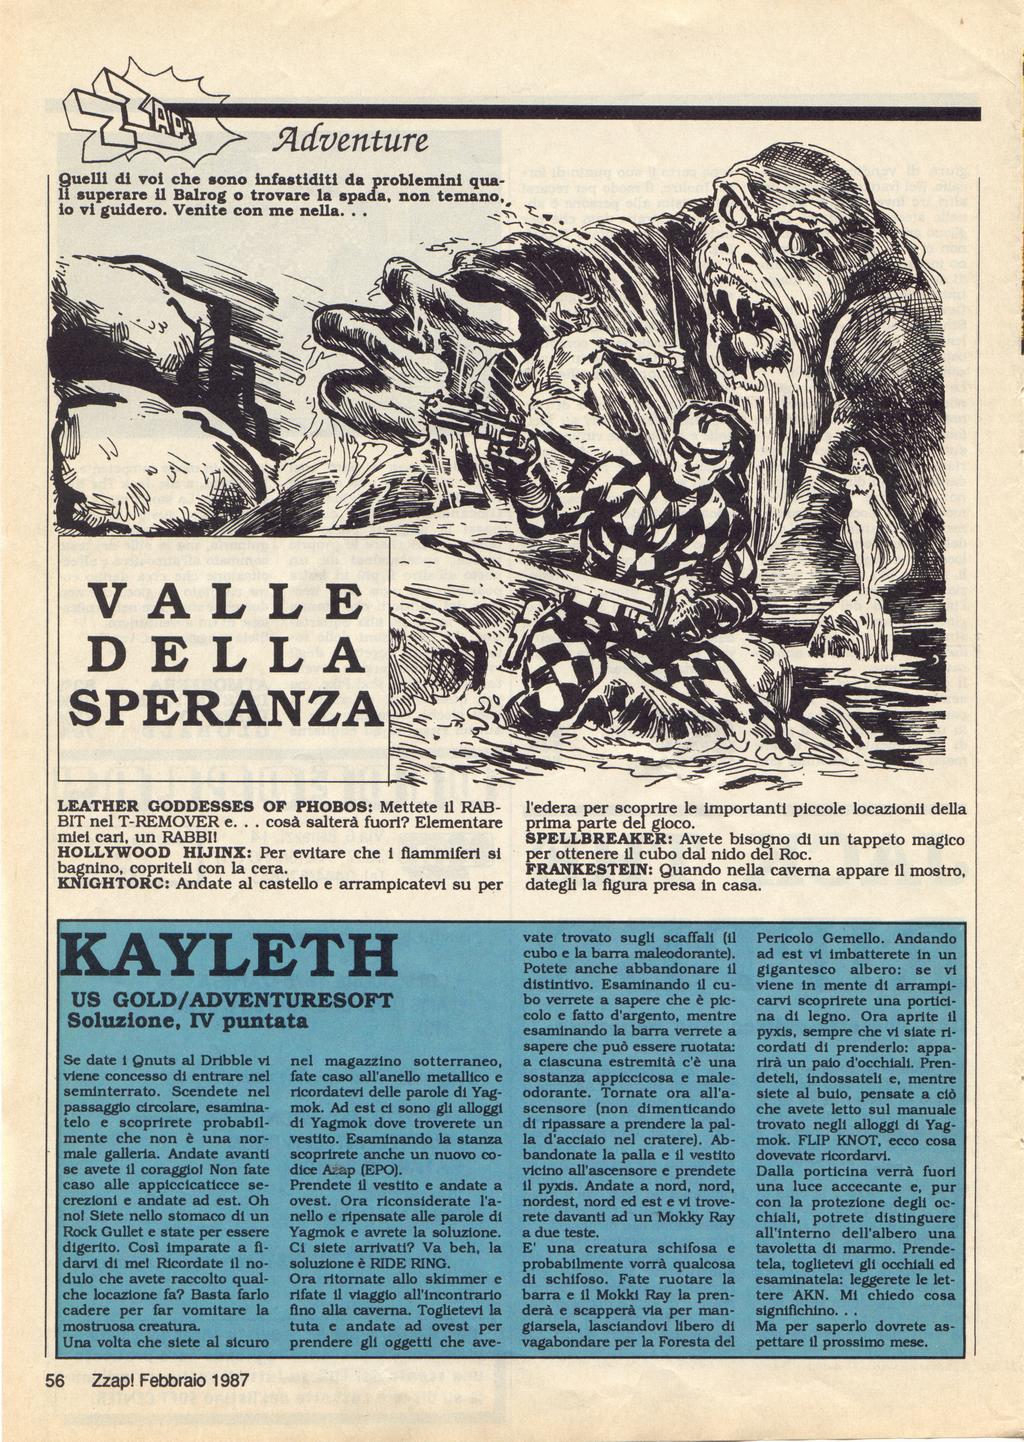 ZZAP!
Adventure
Quelli di voi che sono infastiditi da problemini qua-
li superare il Balrog o trovare la spada, non temano,
io vi guidero. Venite con me nella. . .
VALLE
DELLA
SPERANZA
LEATHER GODDESSES OF PHOBOS: Mettete il RAB-
BIT nel T-REMOVER e. . . cosà salterà fuori? Elementare
miei cari, un RABBI!
HOLLYWOOD HIJINX: Per evitare che i fiammiferi si
bagnino, copriteli con la cera.
KNIGHTORC: Andate al castello e arrampicatevi su per
l'edera per scoprire le importanti piccole locazionii della
prima parte del gioco.
SPELLBREAKER: Avete bisogno di un tappeto magico
per ottenere il cubo dal nido del Roc.
FRANKESTEIN: Quando nella caverna appare il mostro,
dategli la figura presa in casa.
KAYLETH
US GOLD/ADVENTURESOFT
Soluzione, IV puntata
Se date i Qnuts al Dribble vi
viene concesso di entrare nel
seminterrato. Scendete nel
passaggio circolare, esamina-
telo e scoprirete probabil-
mente che non è una nor-
male galleria. Andate avanti
se avete il coraggio! Non fate
caso alle appiccicaticce se-
crezioni e andate ad est. Oh
no! Siete nello stomaco di un
Rock Gullet e state per essere
digerito. Così imparate a fi-
darvi di me! Ricordate il no-
dulo che avete raccolto qual-
che locazione fa? Basta farlo
cadere per far vomitare la
mostruosa creatura.
Una volta che siete al sicuro
nel magazzino sotterraneo,
fate caso all'anello metallico e
ricordatevi delle parole di Yag-
mok. Ad est ci sono gli alloggi
di Yagmok dove troverete un
vestito. Esaminando la stanza
scoprirete anche un nuovo co-
dice Azap (EPO).
Prendete il vestito e andate a
ovest. Ora riconsiderate l'a-
nello e ripensate alle parole di
Yagmok e avrete la soluzione.
Ci siete arrivati? Va beh, la
soluzione è RIDE RING.
Ora ritornate allo skimmer e
rifate il viaggio all'incontrario
fino alla caverna. Toglietevi la
tuta e andate ad ovest per
prendere gli oggetti che ave-
vate trovato sugli scaffali (il
cubo e la barra maleodorante).
Potete anche abbandonare il
distintivo. Esaminando il cu-
bo verrete a sapere che è pic-
colo e fatto d'argento, mentre
esaminando la barra verrete a
sapere che può essere ruotata:
a ciascuna estremità c'è una
sostanza appiccicosa e male-
odorante. Tornate ora all'a-
scensore (non dimenticando
di ripassare a prendere la pal-
la d'acciaio nel cratere). Ab-
bandonate la palla e il vestito
vicino all'ascensore e prendete
il pyxis. Andate a nord, nord,
nordest, nord ed est e vi trove-
rete davanti ad un Mokky Ray
a due teste.
E' una creatura schifosa e
probabilmente vorrà qualcosa
di schifoso. Fate ruotare la
barra e il Mokki Ray la pren-
derà e scapperà via per man-
giarsela, lasciandovi libero di
vagabondare per la Foresta del
Pericolo Gemello. Andando
ad est vi imbatterete in un
gigantesco albero: se vi
viene in mente di arrampi-
carvi scoprirete una portici-
na di legno. Ora aprite il
pyxis, sempre che vi siate ri-
cordati di prenderlo: appa-
rirà un paio d'occhiali. Pren-
deteli, indossateli e, mentre
siete al buio, pensate a ciò
che avete letto sul manuale
trovato negli alloggi di Yag-
mok. FLIP KNOT, ecco cosa
dovevate ricordarvi.
Dalla porticina verrà fuori
una luce accecante e, pur
con la protezione degli oc-
chiali, potrete distinguere
all'interno dell'albero una
tavoletta di marmo. Prende-
tela, toglietevi gli occhiali ed
esaminatela: leggerete le let-
tere AKN. Mi chiedo cosa
significhino. . .
Ma per saperlo dovrete as-
pettare il prossimo mese.
56 Zzap! Febbraio 1987